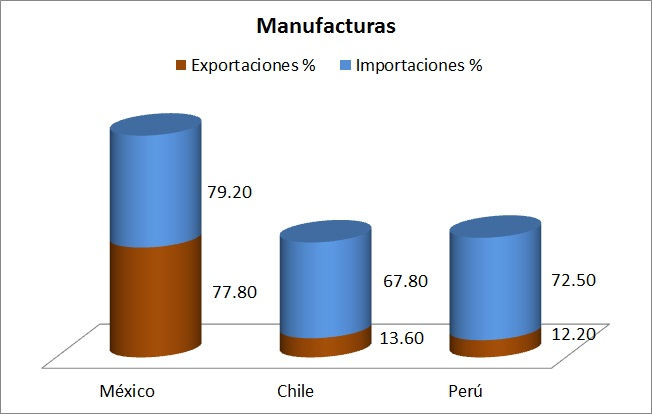 Manufacturas
Exportaciones % Importaciones %
79.20
77.80
67.80
13.60
72.50
12.20
México Chile Perú